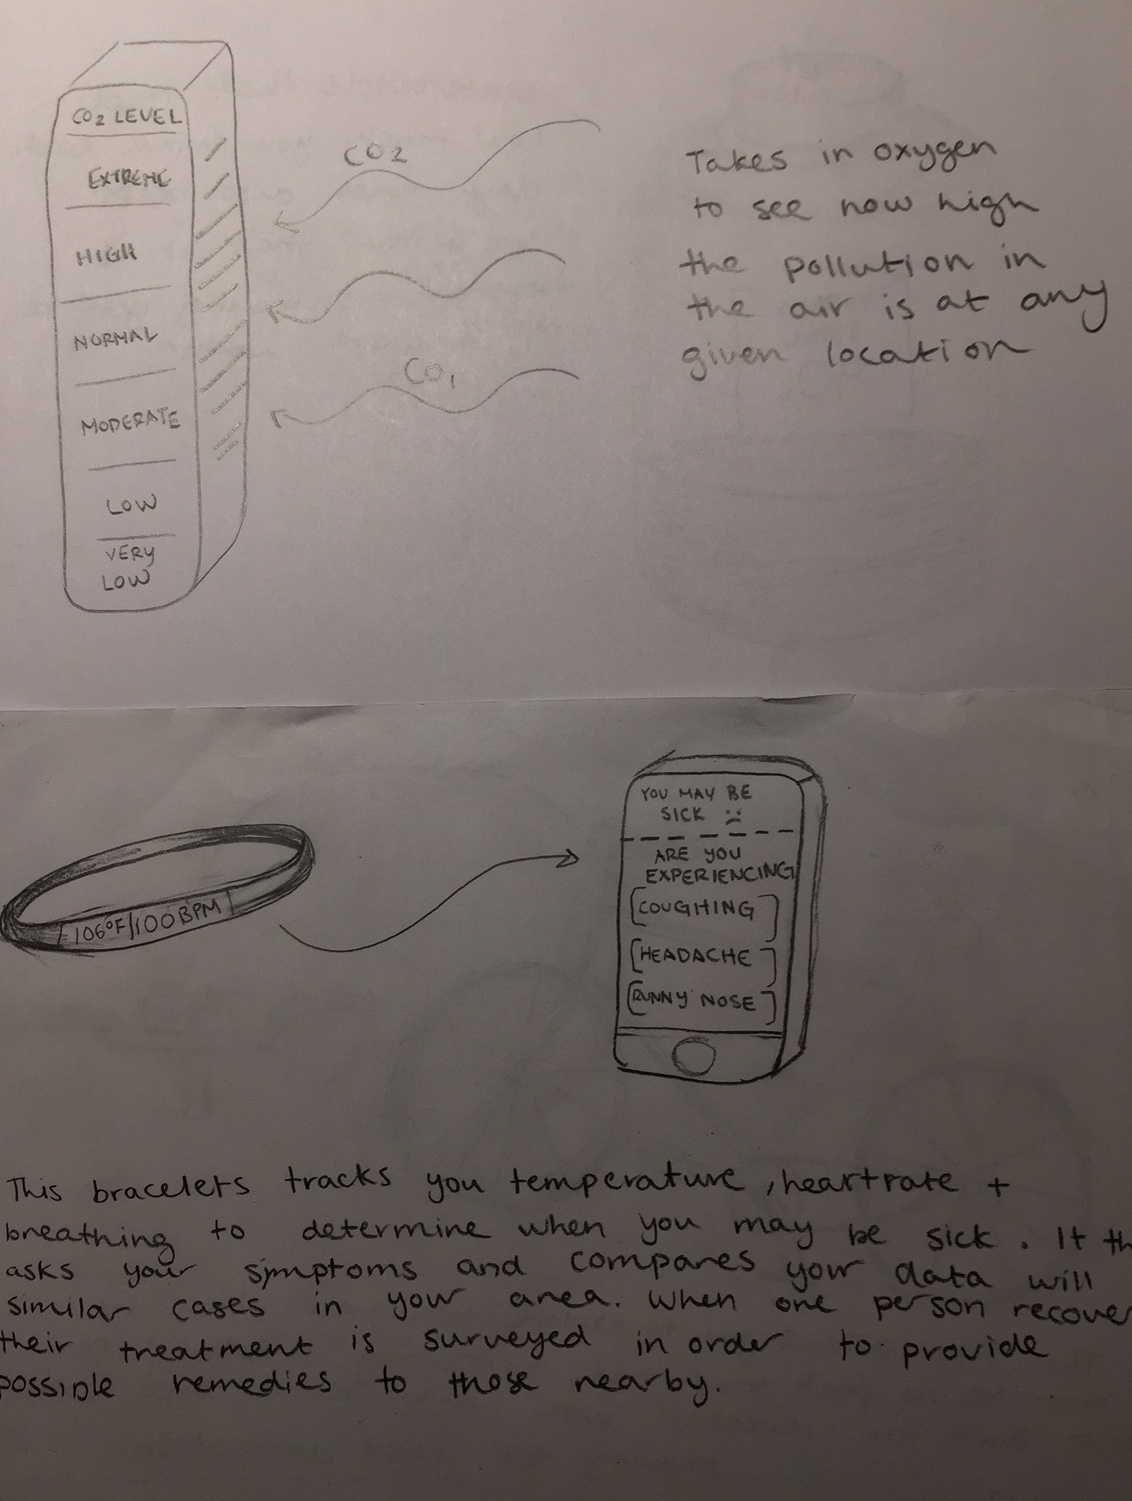 CO2 LEVEL
EXTREME
HIGH
NORMAL
MODERATE
LOW
VERY
LOW
CO2
CO1
Takes in oxygen
to see how high
the pollution in
the air is at any
given location
106°F/100BPM
YOU MAY BE
SICK :(
ARE YOU
EXPERIENCING
[COUGHING]
[HEADACHE]
[RUNNY NOSE]
This bracelets tracks you temperature, heartrate +
breathing to determine when you may be sick. It th
asks your symptoms and compares your data will
similar cases in your area. When one person recove
their treatment is surveyed in order to provide
possible remedies to those nearby.